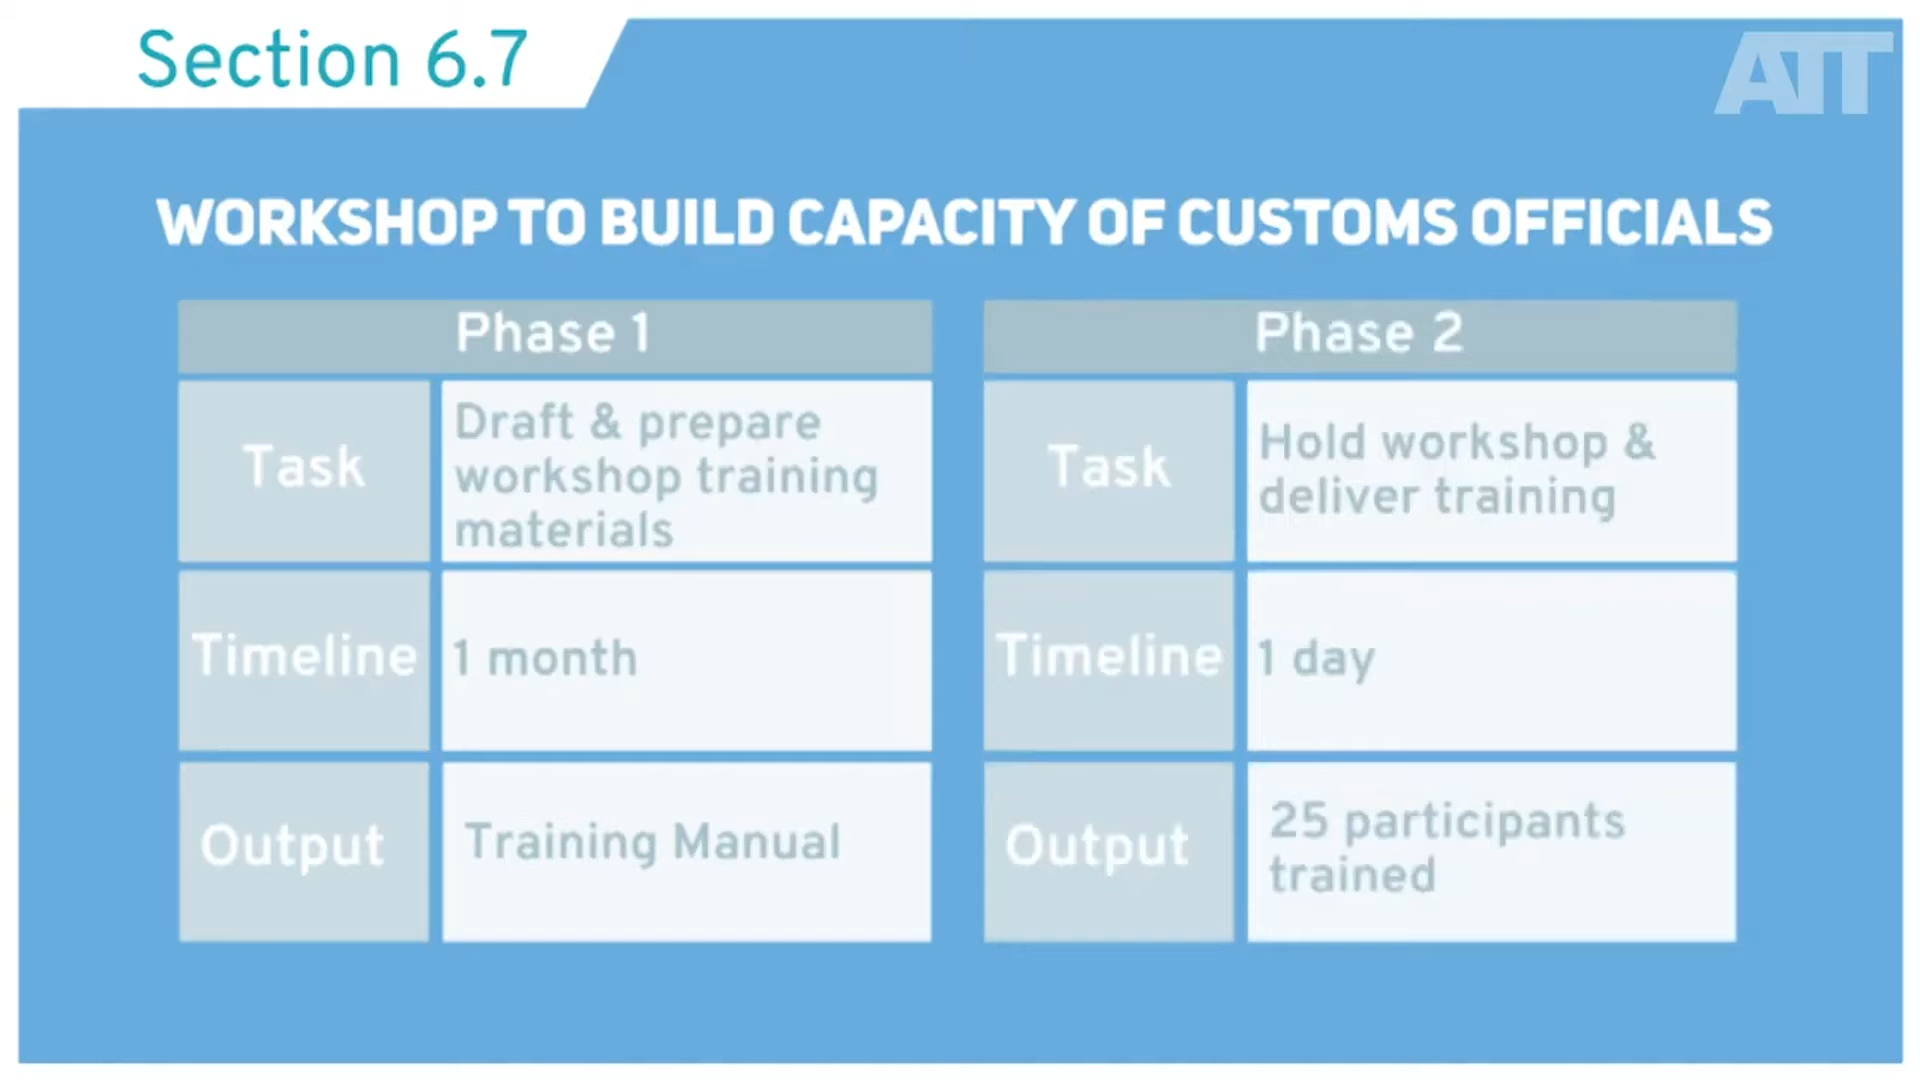 Section 6.7
ATT
WORKSHOP TO BUILD CAPACITY OF CUSTOMS OFFICIALS
Phase 1
Task
Draft & prepare
workshop training
materials
Timeline
1 month
Output
Training Manual
Phase 2
Task
Hold workshop &
deliver training
Timeline
1 day
Output
25 participants
trained